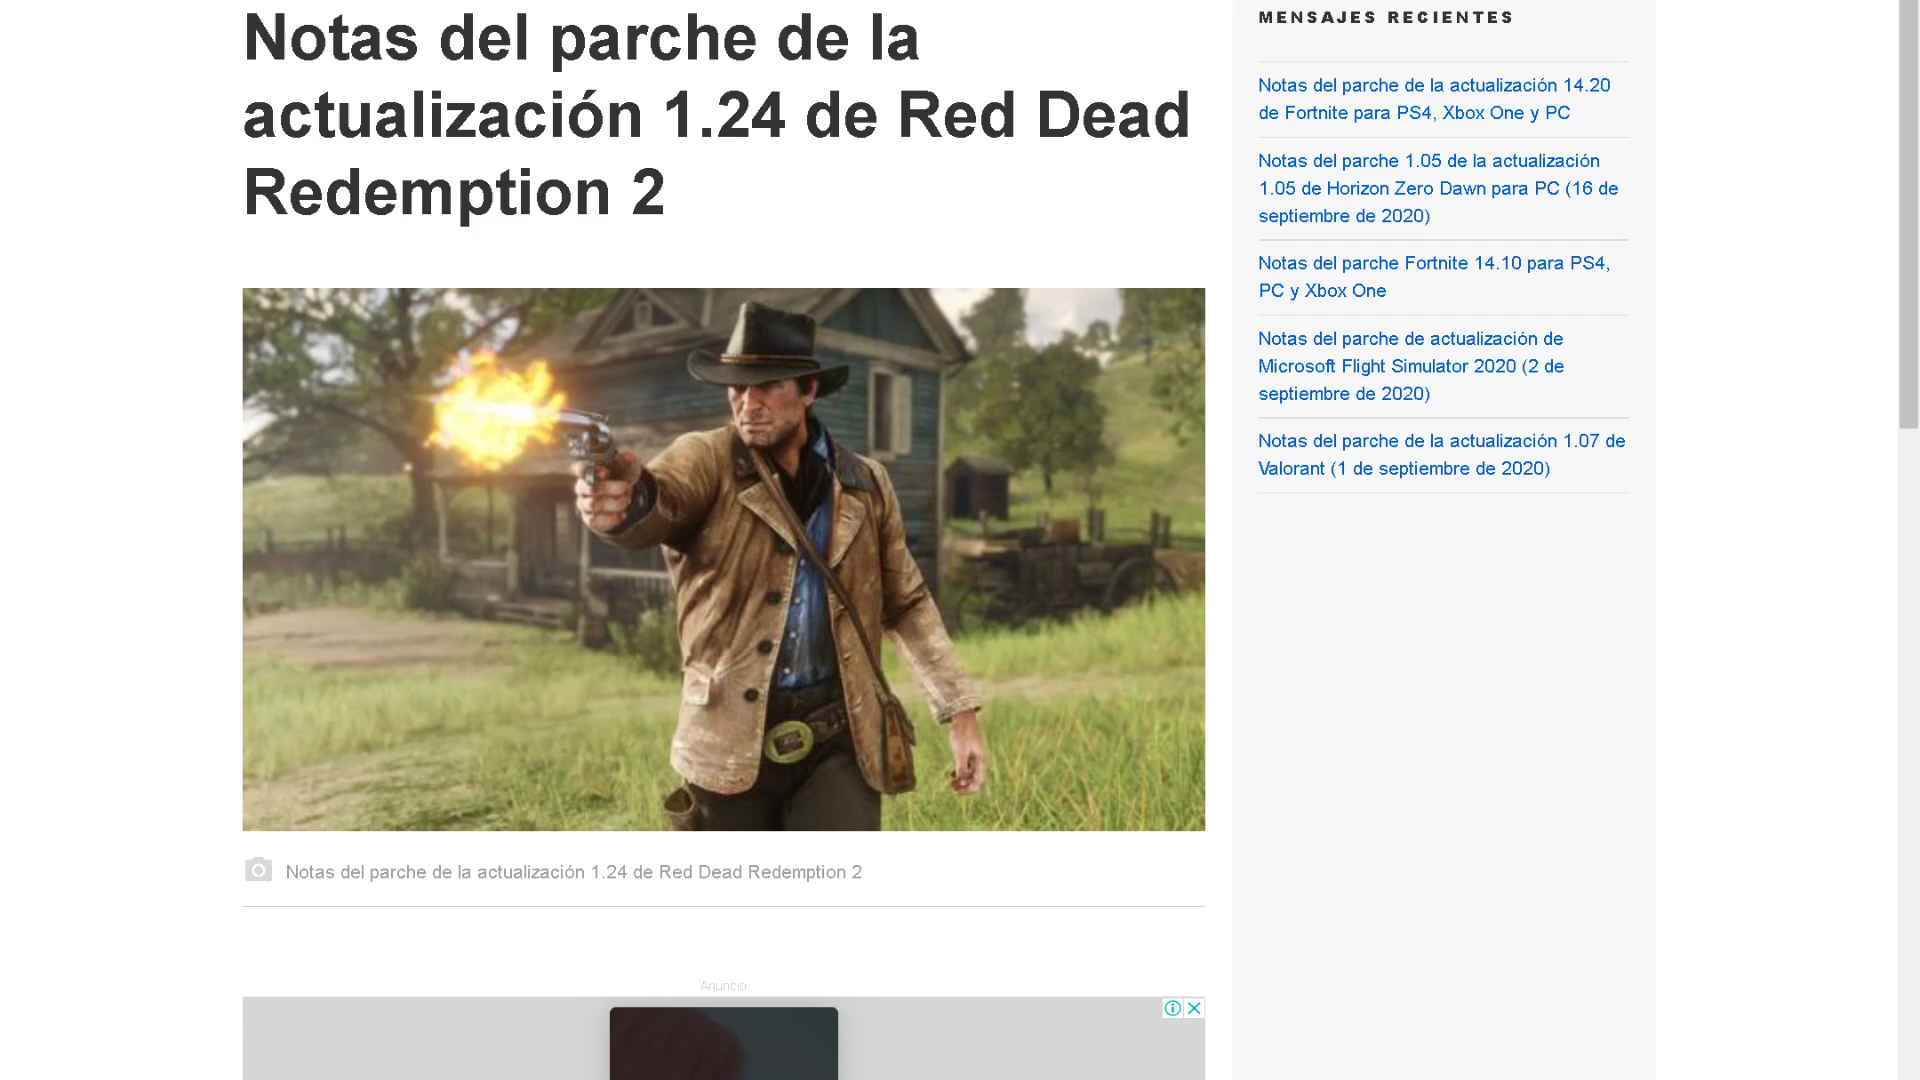 Notas del parche de la
actualización 1.24 de Red Dead
Redemption 2
Notas del parche de la actualización 1.24 de Red Dead Redemption 2
Anuncio
MENSAJES RECIENTES
Notas del parche de la actualización 14.20
de Fortnite para PS4, Xbox One y PC
Notas del parche 1.05 de la actualización
1.05 de Horizon Zero Dawn para PC (16 de
septiembre de 2020)
Notas del parche Fortnite 14.10 para PS4,
PC y Xbox One
Notas del parche de actualización de
Microsoft Flight Simulator 2020 (2 de
septiembre de 2020)
Notas del parche de la actualización 1.07 de
Valorant (1 de septiembre de 2020)